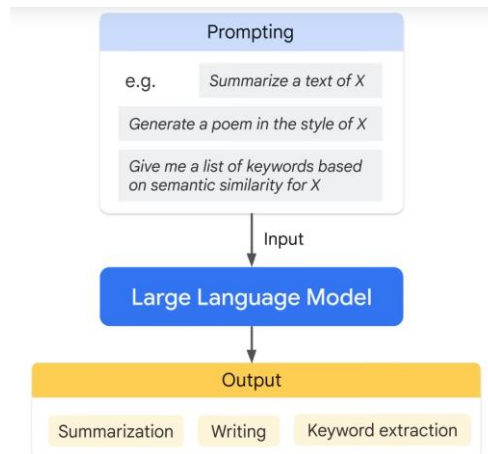 Prompting
e.g.
Summarize a text of X
Generate a poem in the style of X
Give me a list of keywords based
on semantic similarity for X
Input
Large Language Model
Output
Summarization
Writing
Keyword extraction